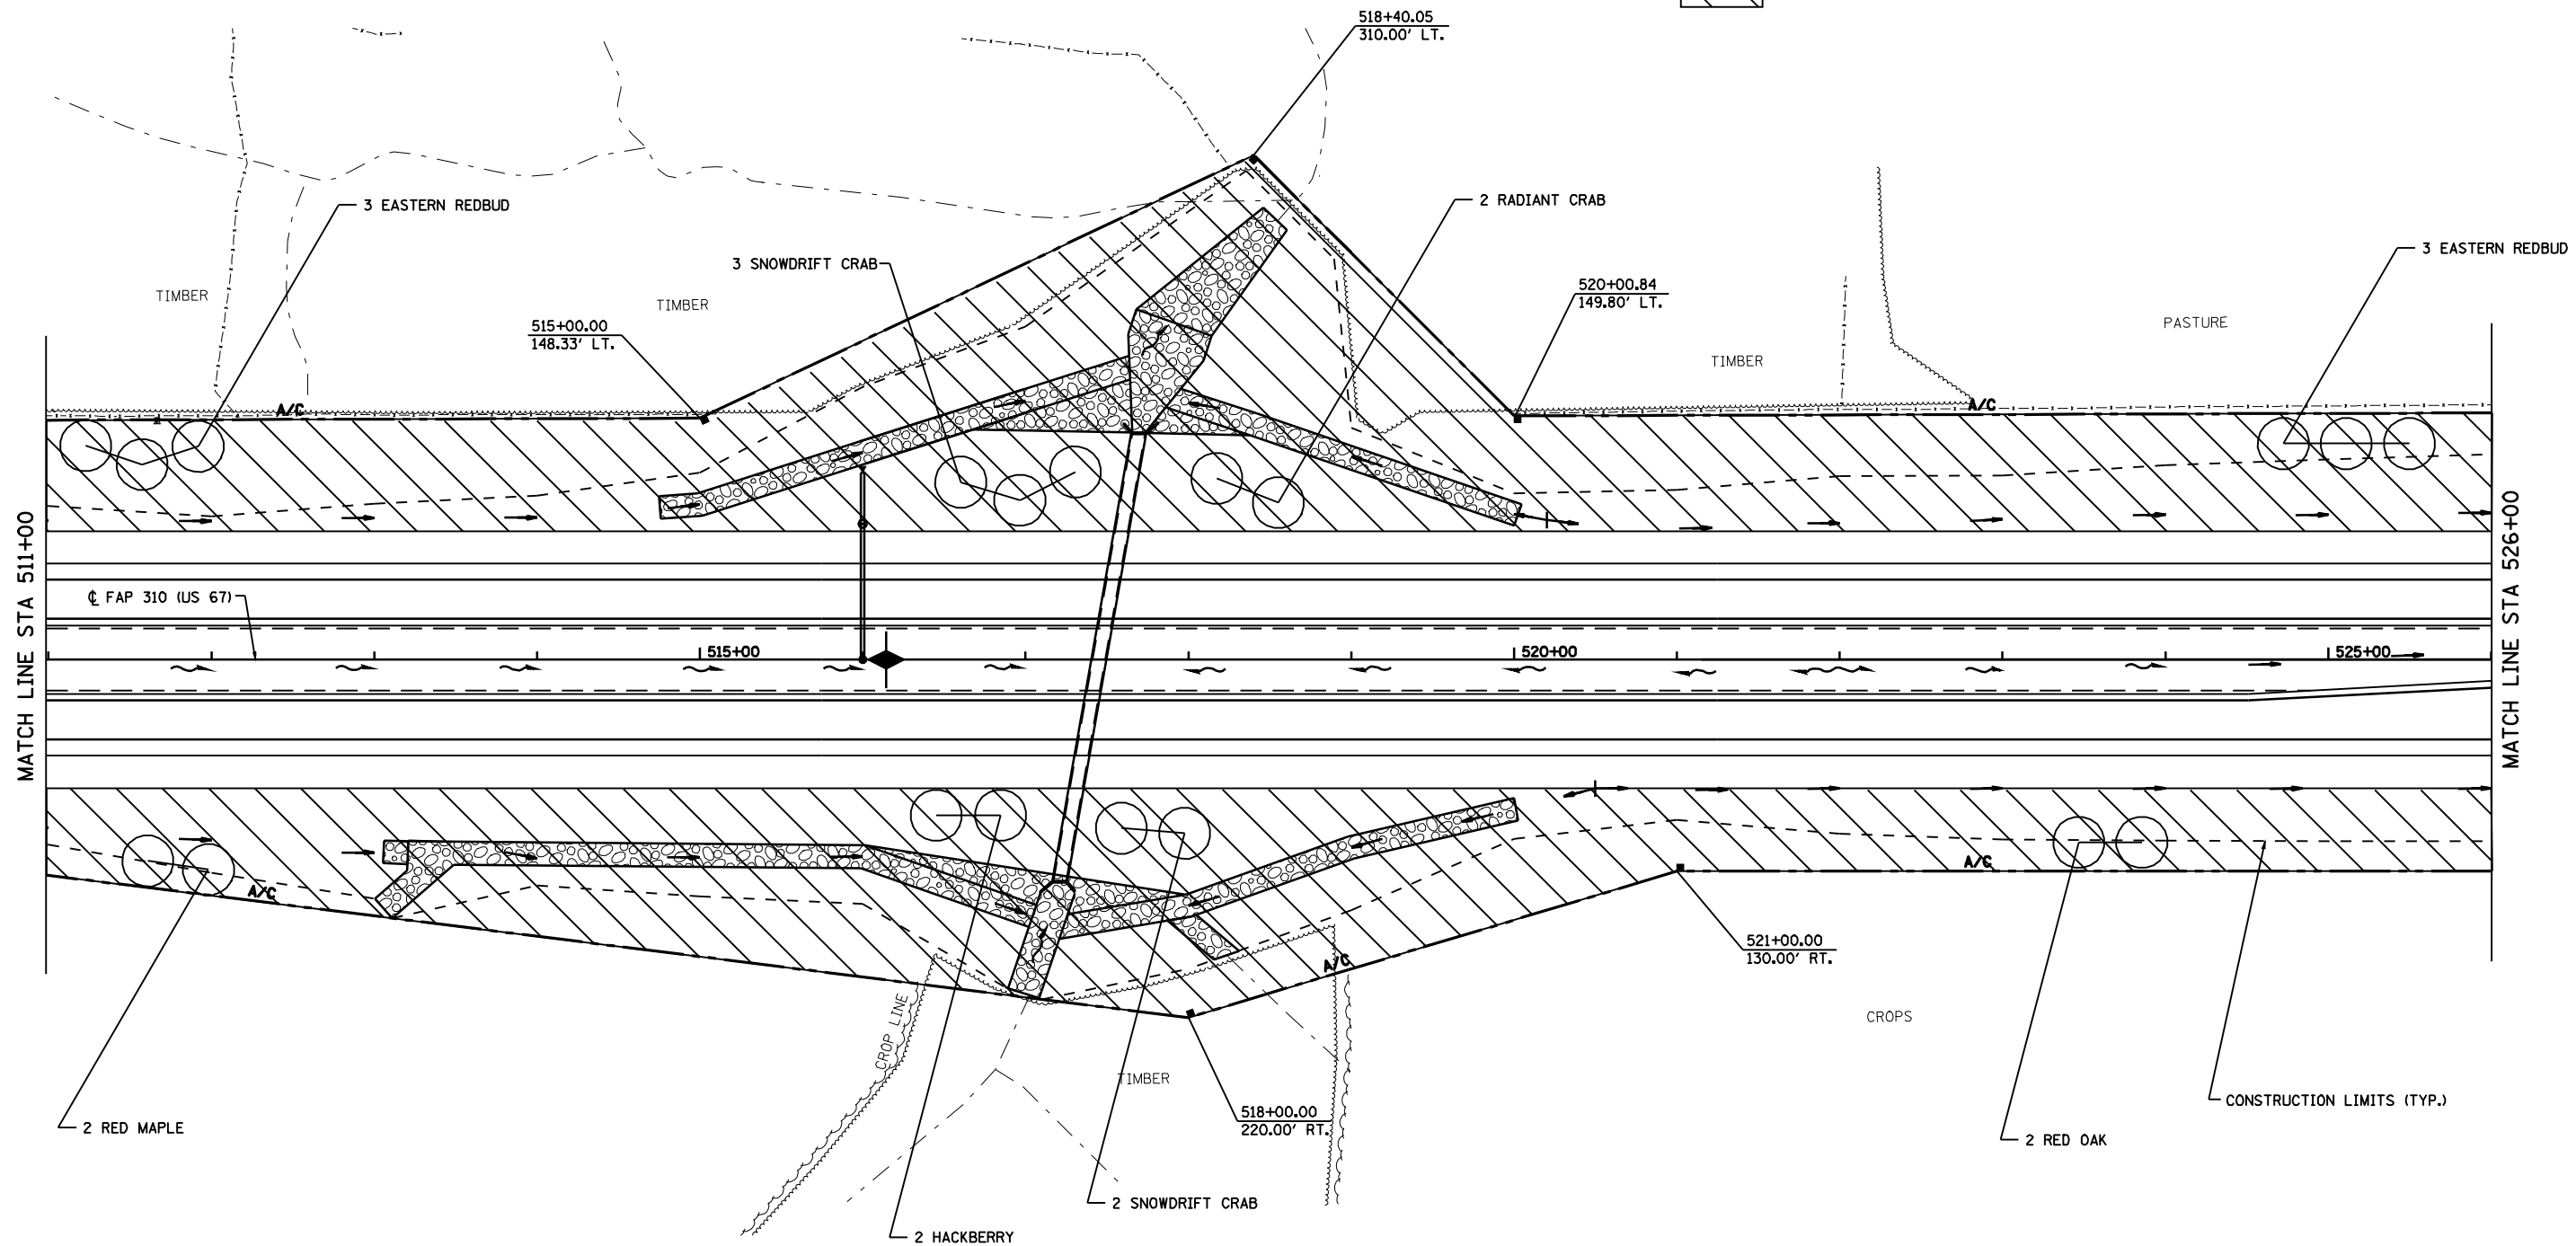 518+40.05
310.00' LT.
3 EASTERN REDBUD
2 RADIANT CRAB
3 EASTERN REDBUD
3 SNOWDRIFT CRAB
TIMBER
TIMBER
520+00.84
149.80' LT.
515+00.00
148.33' LT.
TIMBER
PASTURE
A/C
A/C
MATCH LINE STA 511+00
MATCH LINE STA 526+00
℄ FAP 310 (US 67)
515+00
520+00
525+00
A/C
A/C
A/C
521+00.00
130.00' RT.
CROP LINE
CROPS
TIMBER
518+00.00
220.00' RT.
CONSTRUCTION LIMITS (TYP.)
2 RED MAPLE
2 RED OAK
2 SNOWDRIFT CRAB
2 HACKBERRY